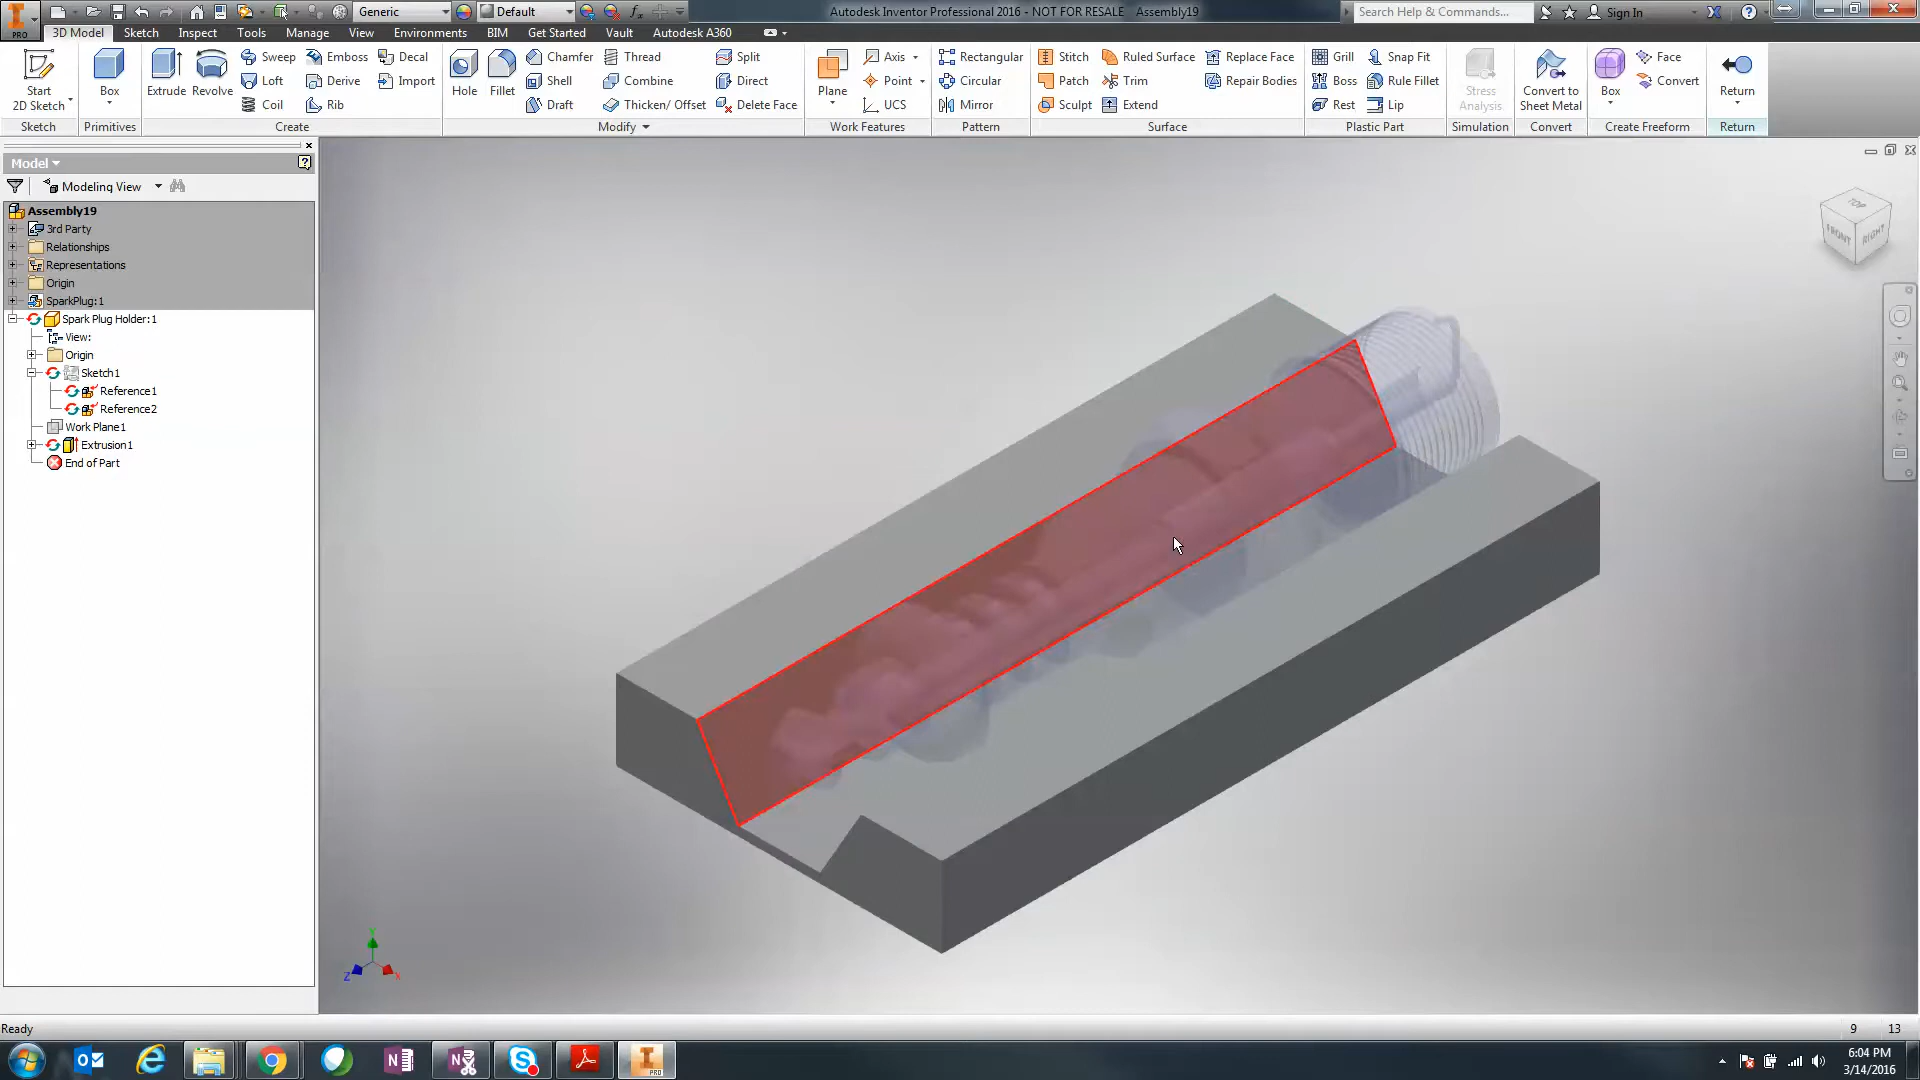 Generic
Default
Autodesk Inventor Professional 2016 - NOT FOR RESALE Assembly19
Search Help & Commands...
Sign In
PRO
3D Model Sketch Inspect Tools Manage View Environments BIM Get Started Vault Autodesk A360
Start
2D Sketch
Box
Extrude
Revolve
Sweep Emboss Decal
Loft Derive Import
Coil Rib
Hole
Fillet
Chamfer Thread Split
Shell Combine Direct
Draft Thicken/ Offset Delete Face
Plane
Axis
Point
UCS
Rectangular
Circular
Mirror
Stitch Ruled Surface Replace Face
Patch Trim Repair Bodies
Sculpt Extend
Grill Snap Fit
Boss Rule Fillet
Rest Lip
Stress
Analysis
Convert to
Sheet Metal
Box
Face
Convert
Return
Sketch Primitives Create Modify Work Features Pattern Surface Plastic Part Simulation Convert Create Freeform Return
Model
Modeling View
Assembly19
3rd Party
Relationships
Representations
Origin
SparkPlug:1
Spark Plug Holder:1
View:
Origin
Sketch1
Reference1
Reference2
Work Plane1
Extrusion1
End of Part
TOP
FRONT
RIGHT
Y
Z
X
Ready
9 13
6:04 PM
3/14/2016
PRO